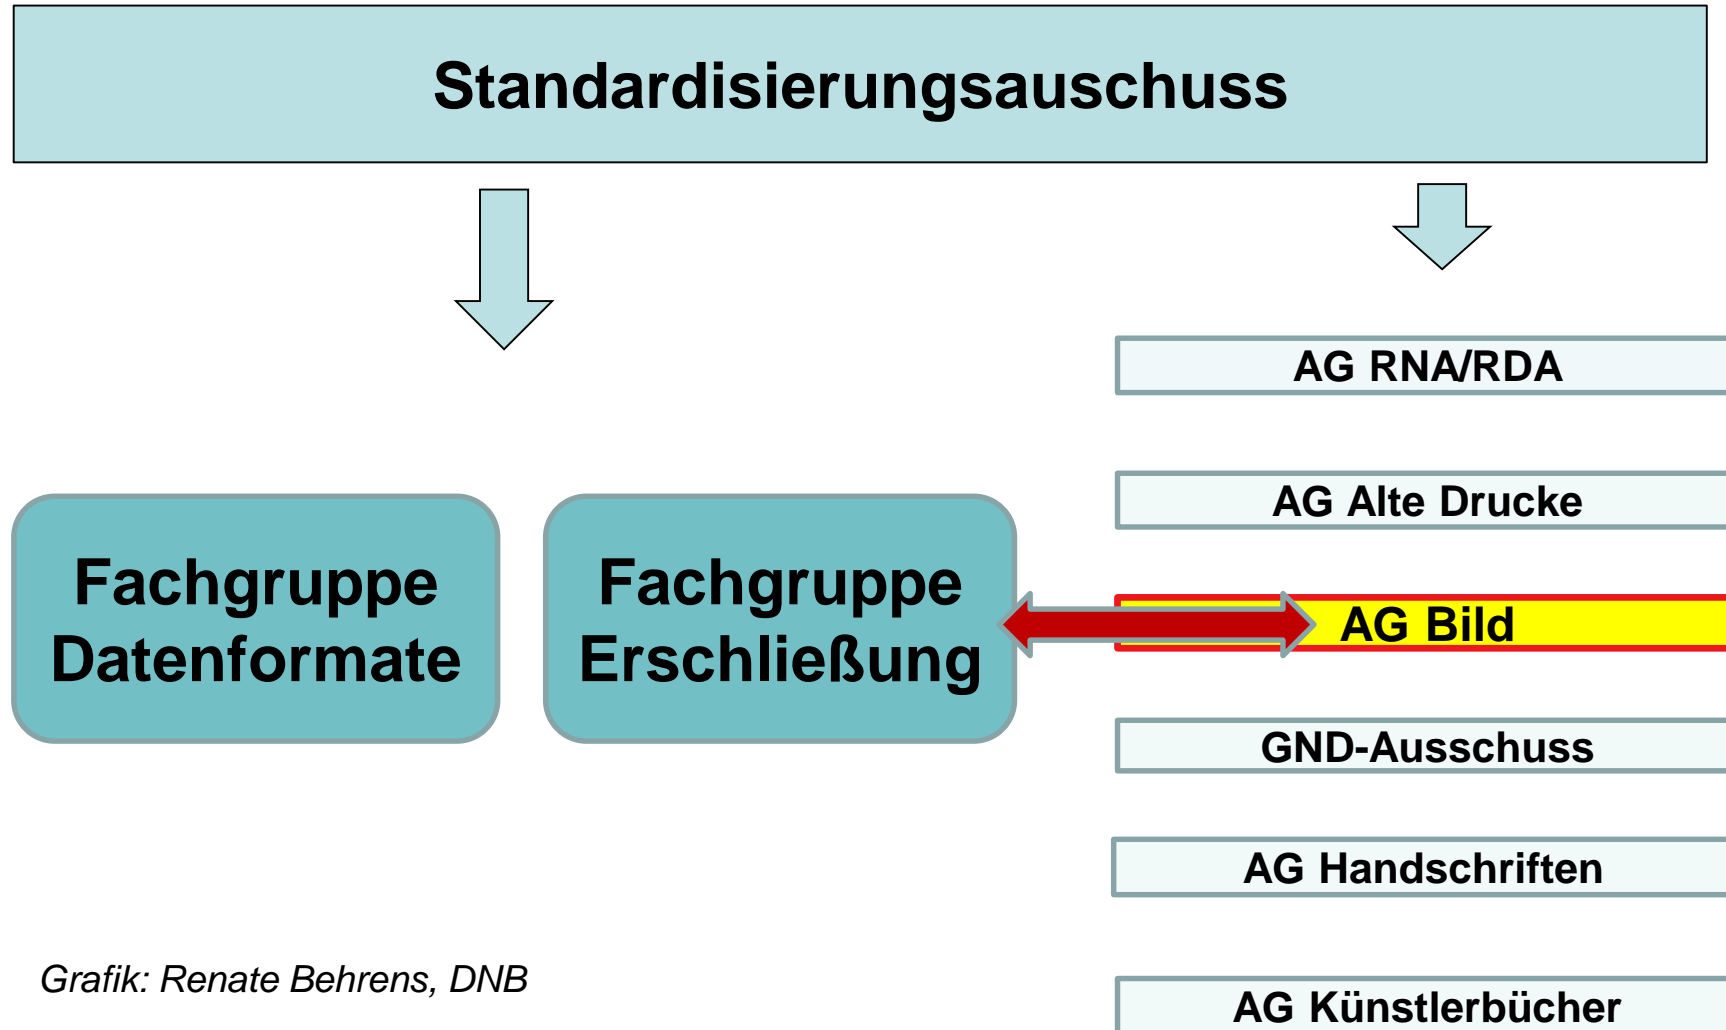 Standardisierungsauschuss
Fachgruppe
Datenformate
Fachgruppe
Erschließung
AG RNA/RDA
AG Alte Drucke
AG Bild
GND-Ausschuss
AG Handschriften
AG Künstlerbücher
Grafik: Renate Behrens, DNB